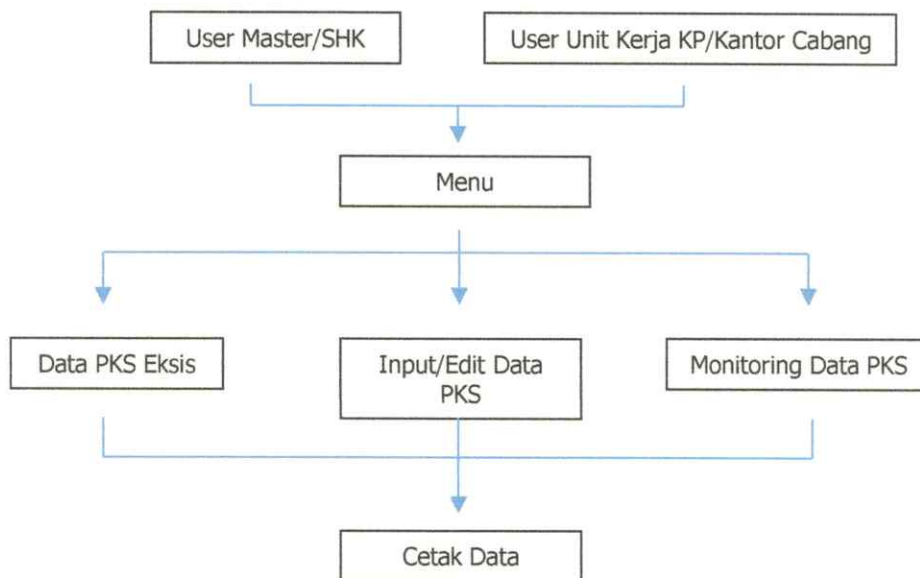 User Master/SHK
User Unit Kerja KP/Kantor Cabang
Menu
Data PKS Eksis
Input/Edit Data
PKS
Monitoring Data PKS
Cetak Data